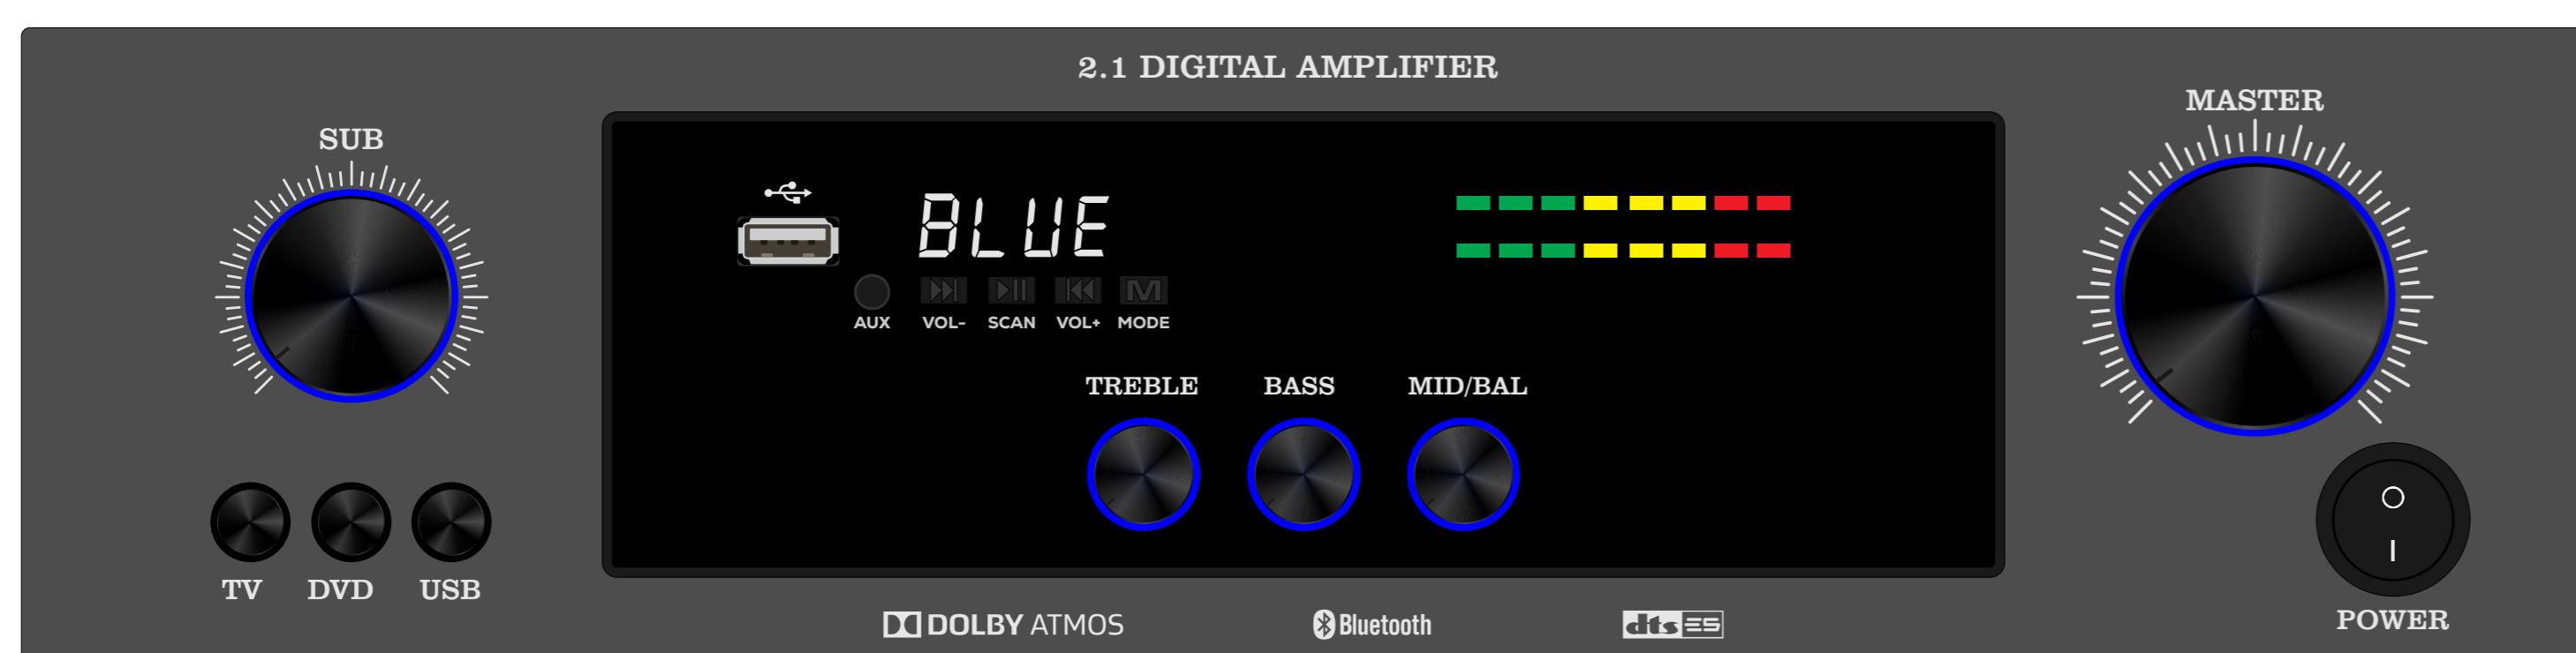 2.1 DIGITAL AMPLIFIER
MASTER
SUB
BLUE
M
AUX VOL- SCAN VOL+ MODE
TREBLE BASS MID/BAL
TV DVD USB
DOLBY ATMOS Bluetooth dts ES
POWER